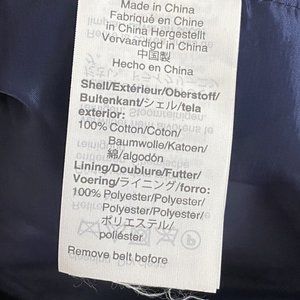 Made in China
Fabriqué en Chine
In China Hergestellt
Vervaardigd in China
中国製
Hecho en China
Shell/Extérieur/Oberstoff/
Buitenkant/シェル/tela
exterior:
100% Cotton/Coton/
Baumwolle/Katoen/
綿/algodón
Lining/Doublure/Futter/
Voering/ライニング/forro:
100% Polyester/Polyester/
Polyester/Polyester/
ポリエステル/
poliéster
Remove belt before